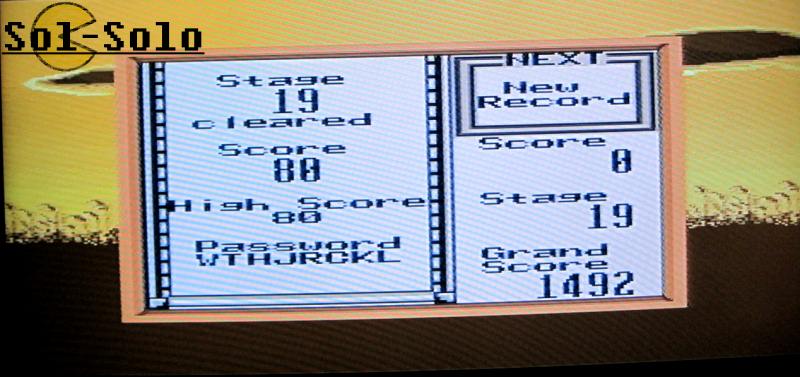 Sol-Solo
Stage
19
cleared
Score
80
High Score
80
Password
WTHJRCKL
NEXT
New
Record
Score
0
Stage
19
Grand
Score
1492